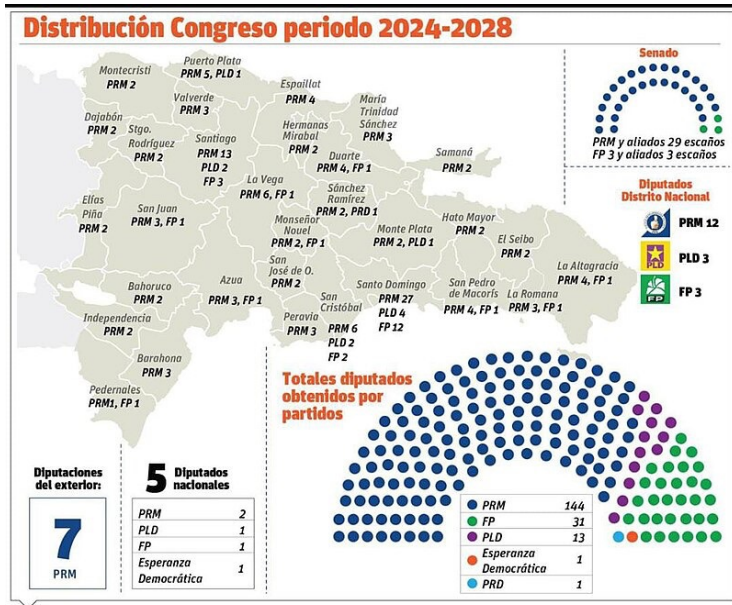 Distribución Congreso periodo 2024-2028
Montecristi
PRM 2
Puerto Plata
PRM 5, PLD 1
Espaillat
PRM 4
Valverde
PRM 3
María
Trinidad
Sánchez
PRM 3
Dajabón
PRM 2
Stgo.
Rodríguez
PRM 2
Santiago
PRM 13
PLD 2
FP 3
Hermanas
Mirabal
PRM 2
Duarte
PRM 4, FP 1
Samaná
PRM 2
La Vega
PRM 6, FP 1
Sánchez
Ramírez
PRM 2, PRD 1
Elías
Piña
PRM 2
San Juan
PRM 3, FP 1
Monseñor
Nouel
PRM 2, FP 1
Monte Plata
PRM 2, PLD 1
Hato Mayor
PRM 2
El Seibo
PRM 2
La Altagracia
PRM 4, FP 1
San
José de O.
PRM 2
Azua
PRM 3, FP 1
Bahoruco
PRM 2
Independencia
PRM 2
Peravia
PRM 3
San
Cristóbal
PRM 6
PLD 2
FP 2
Santo Domingo
PRM 27
PLD 4
FP 12
San Pedro
de Macorís
PRM 4, FP 1
La Romana
PRM 3, FP 1
Barahona
PRM 3
Pedernales
PRM1, FP 1
Senado
PRM y aliados 29 escaños
FP 3 y aliados 3 escaños
Diputados
Distrito Nacional
PRM 12
PLD
PLD 3
FP
FP 3
Totales diputados
obtenidos por
partidos
PRM 144
FP 31
PLD 13
Esperanza
Democrática 1
PRD 1
Diputaciones
del exterior:
7
PRM
5 Diputados
nacionales
PRM 2
PLD 1
FP 1
Esperanza
Democrática 1